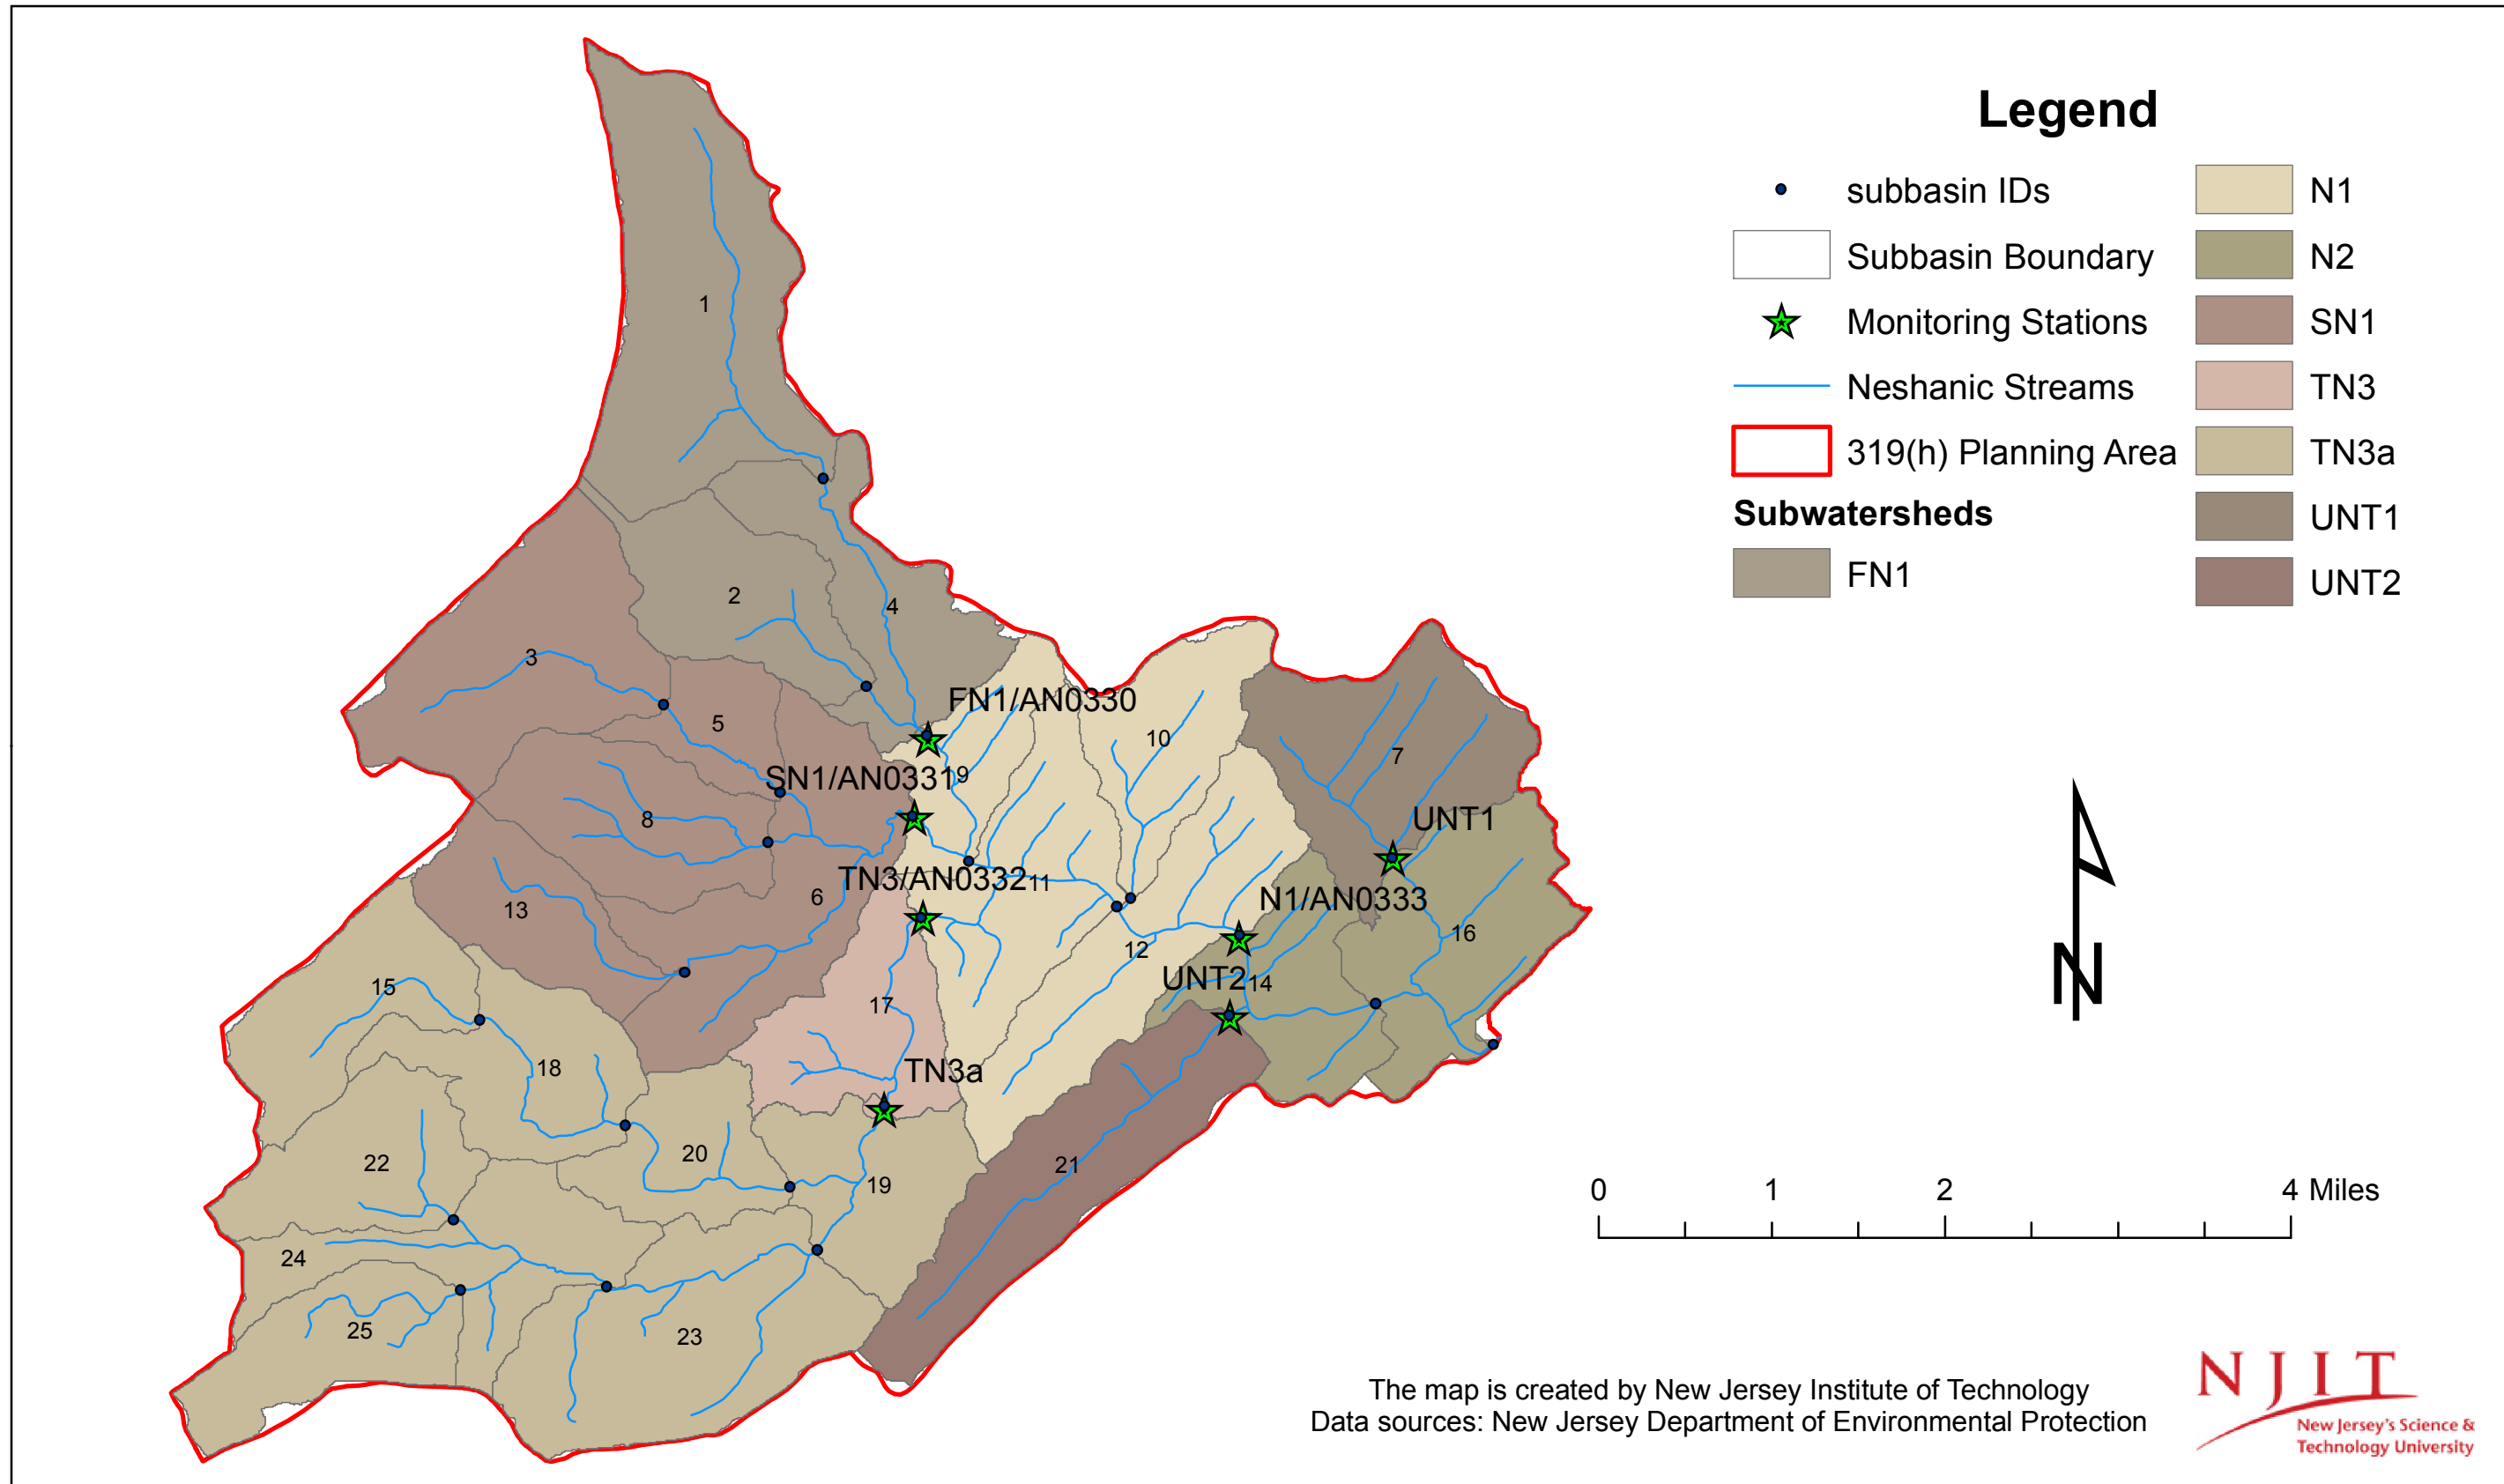 Legend
subbasin IDs
Subbasin Boundary
Monitoring Stations
Neshanic Streams
319(h) Planning Area
Subwatersheds
FN1
N1
N2
SN1
TN3
TN3a
UNT1
UNT2
1
2
4
3
5
FN1/AN0330
10
7
SN1/AN0331
9
8
UNT1
TN3/AN0332
11
6
N1/AN0333
13
16
12
UNT2
14
15
17
18
TN3a
20
22
21
19
24
25
23
0 1 2 4 Miles
N
The map is created by New Jersey Institute of Technology
Data sources: New Jersey Department of Environmental Protection
NJIT
New Jersey's Science &
Technology University